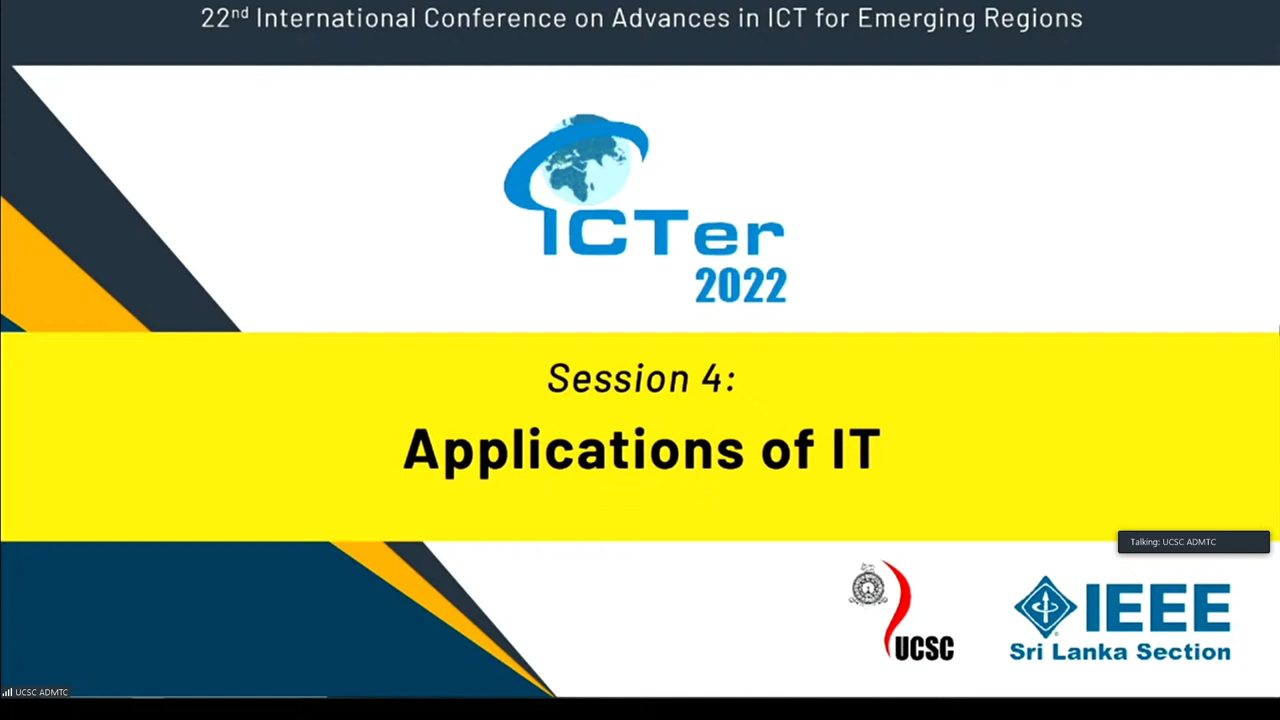 22nd International Conference on Advances in ICT for Emerging Regions
ICTer
2022
Session 4:
Applications of IT
Talking: UCSC ADMTC
UCSC
IEEE
Sri Lanka Section
UCSC ADMTC